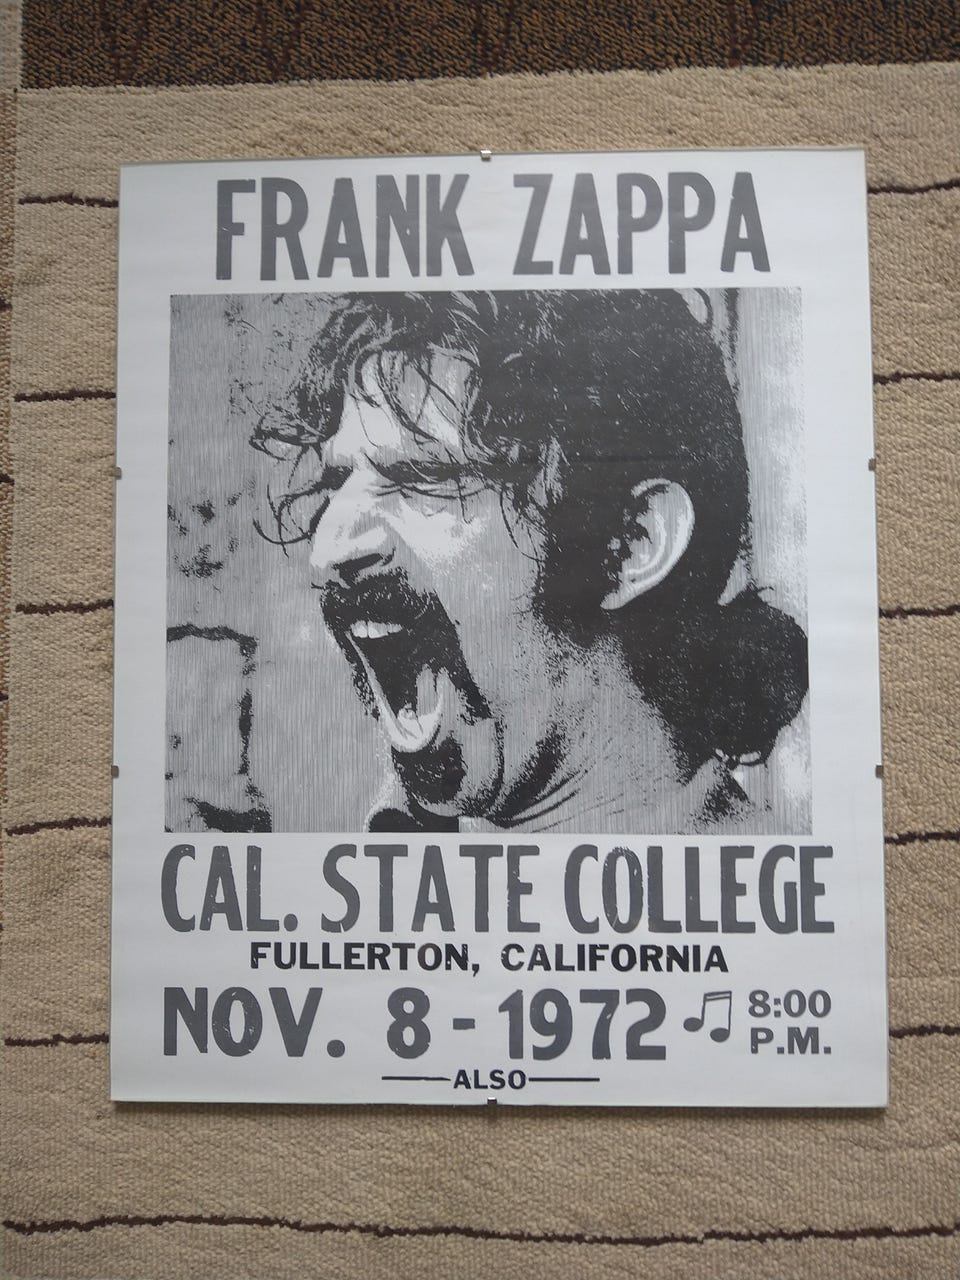 FRANK ZAPPA
CAL. STATE COLLEGE
FULLERTON, CALIFORNIA
NOV. 8 - 1972 8:00 P.M.
ALSO